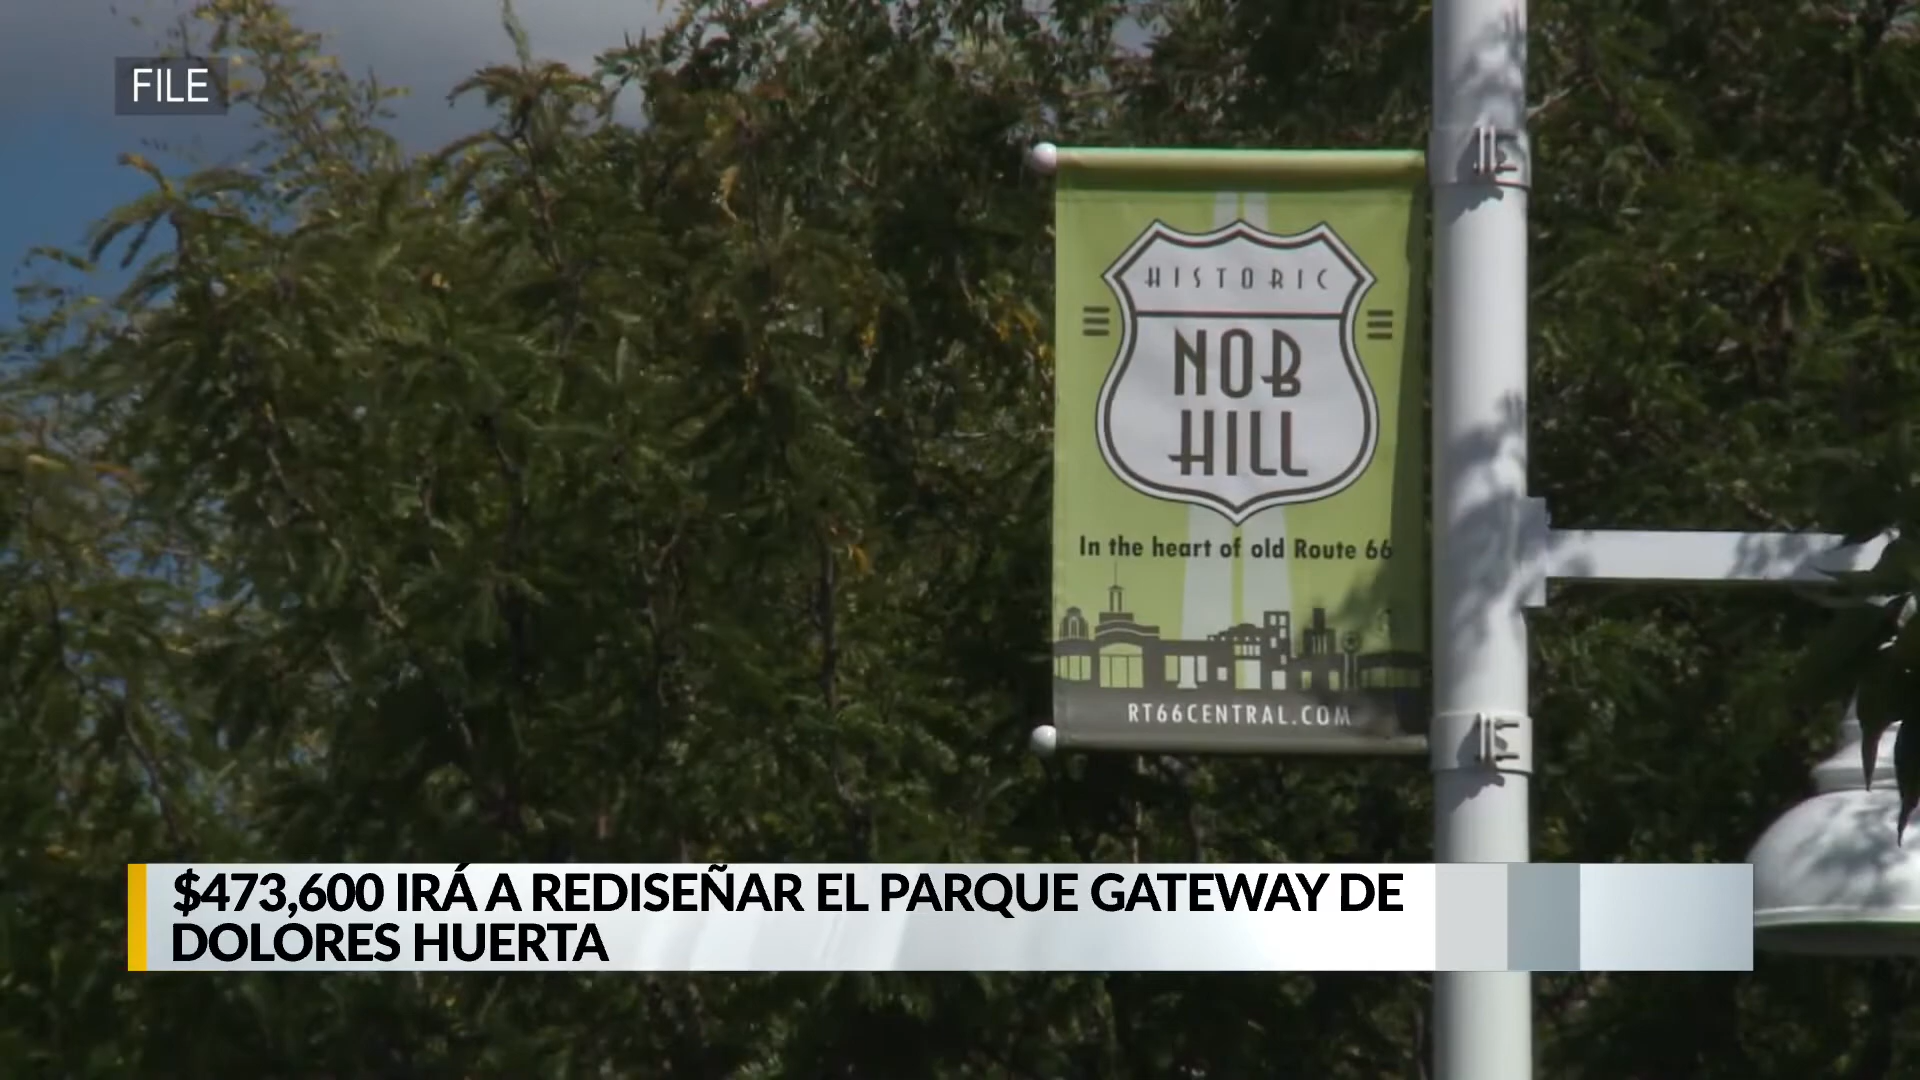 FILE
HISTORIC
NOB
HILL
In the heart of old Route 66
RT66CENTRAL.COM
$473,600 IRÁ A REDISEÑAR EL PARQUE GATEWAY DE
DOLORES HUERTA